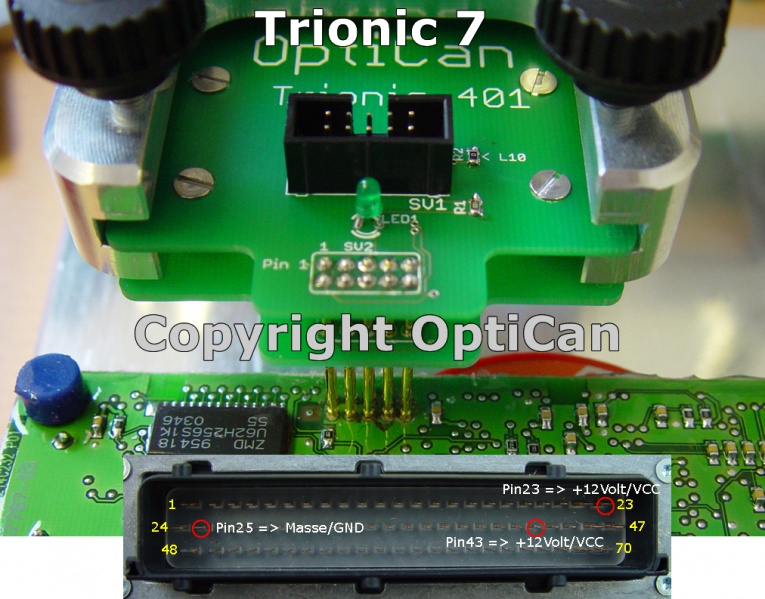 Trionic 7
OptiCan
Trionic 401
R2
< L10
SV1
R1
LED1
1 SV2
Pin 1
Copyright OptiCan
ZMD
95418
U62H256S1K
0346
55
Pin23 => +12Volt/VCC
1
23
24
Pin25 => Masse/GND
47
Pin43 => +12Volt/VCC
48
70